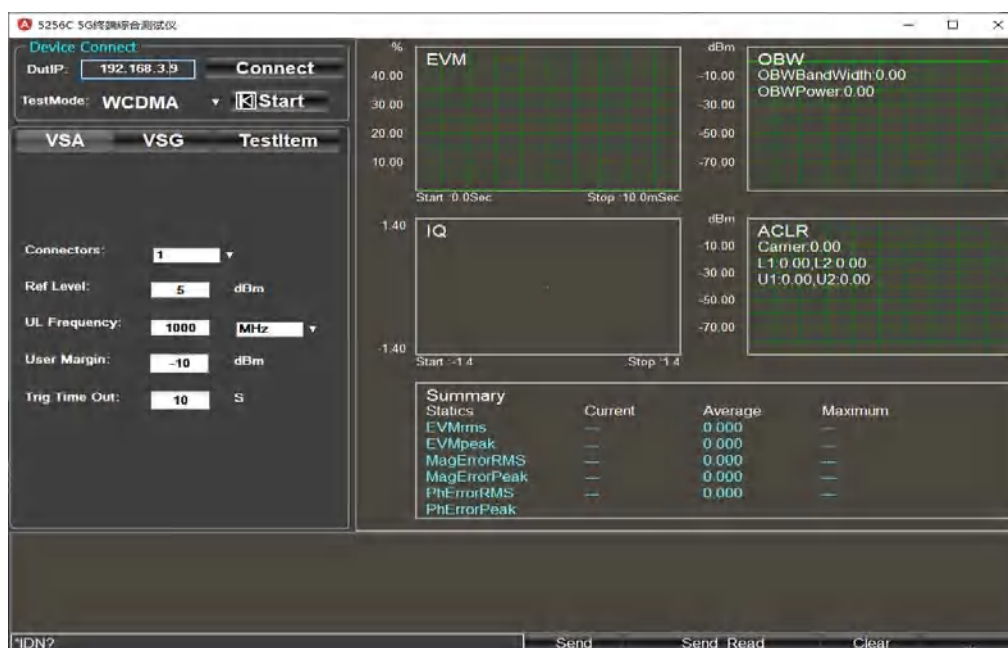 5256C 5G终端综合测试仪
Device Connect
DutIP: 192.168.3.9 Connect
TestMode: WCDMA Start
VSA VSG TestItem
Connectors: 1
Ref Level: 5 dBm
UL Frequency: 1000 MHz
User Margin: -10 dBm
Trig Time Out: 10 S
%
40.00
30.00
20.00
10.00
EVM
Start :0.0Sec Stop :10.0mSec
dBm
-10.00
-30.00
-50.00
-70.00
OBW
OBWBandWidth:0.00
OBWPower:0.00
1.40
-1.40
IQ
Start :-1.4 Stop :1.4
dBm
-10.00
-30.00
-50.00
-70.00
ACLR
Carrier:0.00
L1:0.00,L2:0.00
U1:0.00,U2:0.00
Summary
Statics Current Average Maximum
EVMrms --- 0.000 ---
EVMpeak --- 0.000 ---
MagErrorRMS --- 0.000 ---
MagErrorPeak --- 0.000 ---
PhErrorRMS --- 0.000 ---
PhErrorPeak
*IDN? Send Send_Read Clear